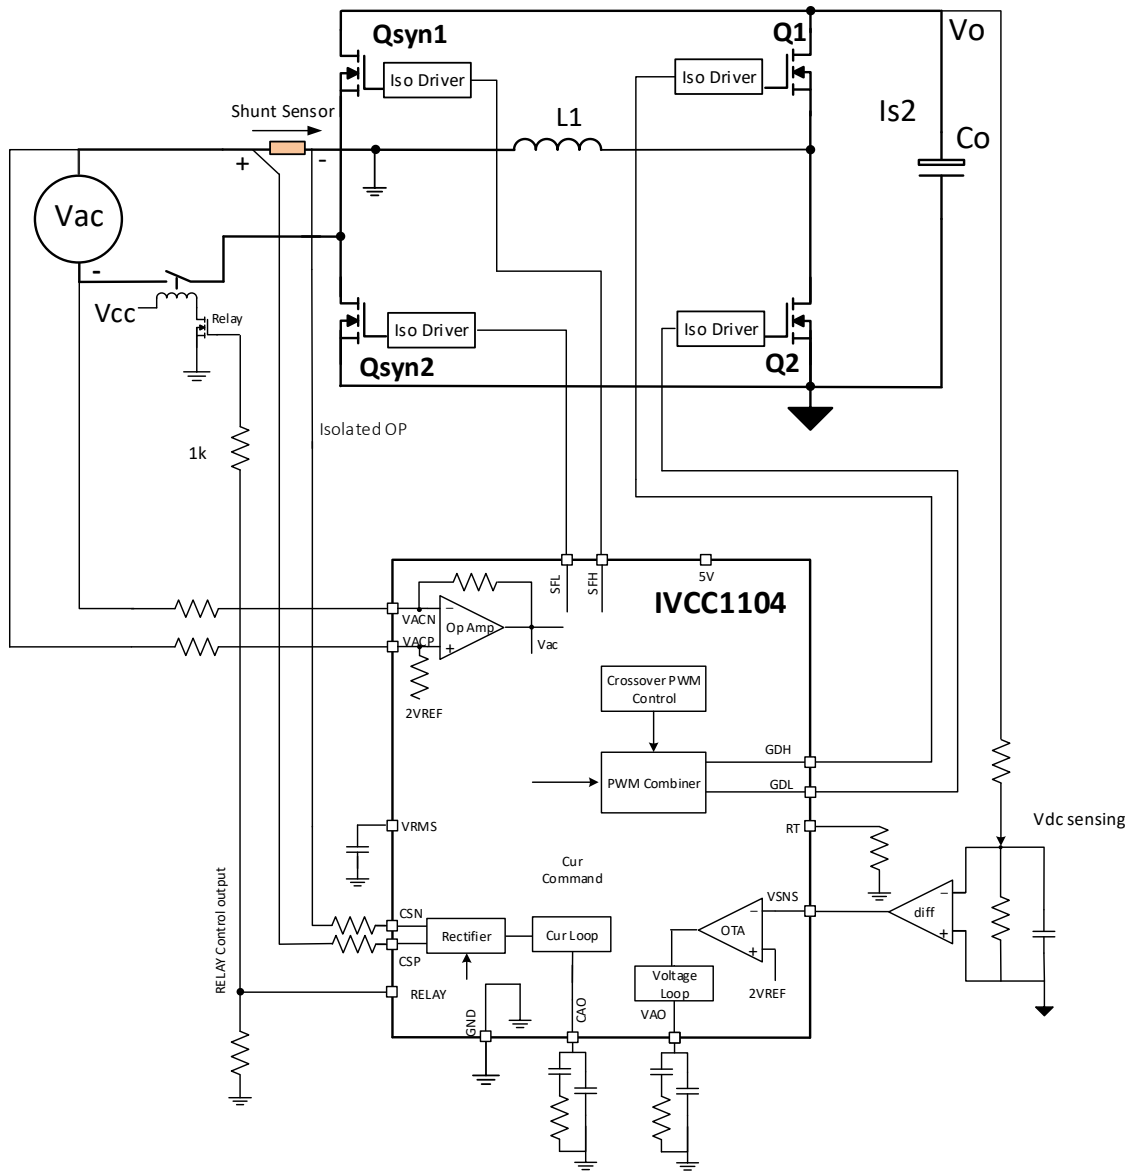 Qsyn1
Q1
Vo
Iso Driver
Iso Driver
Shunt Sensor
L1
Is2
Co
+
-
Vac
-
Vcc
Relay
Iso Driver
Iso Driver
Qsyn2
Q2
Isolated OP
1k
SFL
SFH
5V
IVCC1104
VACN
Op Amp
VACP
Vac
2VREF
Crossover PWM
Control
PWM Combiner
GDH
GDL
RT
VRMS
Vdc sensing
Cur
Command
VSNS
OTA
diff
CSN
Rectifier
Cur Loop
CSP
Voltage
Loop
2VREF
RELAY Control output
RELAY
GND
CAO
VAO